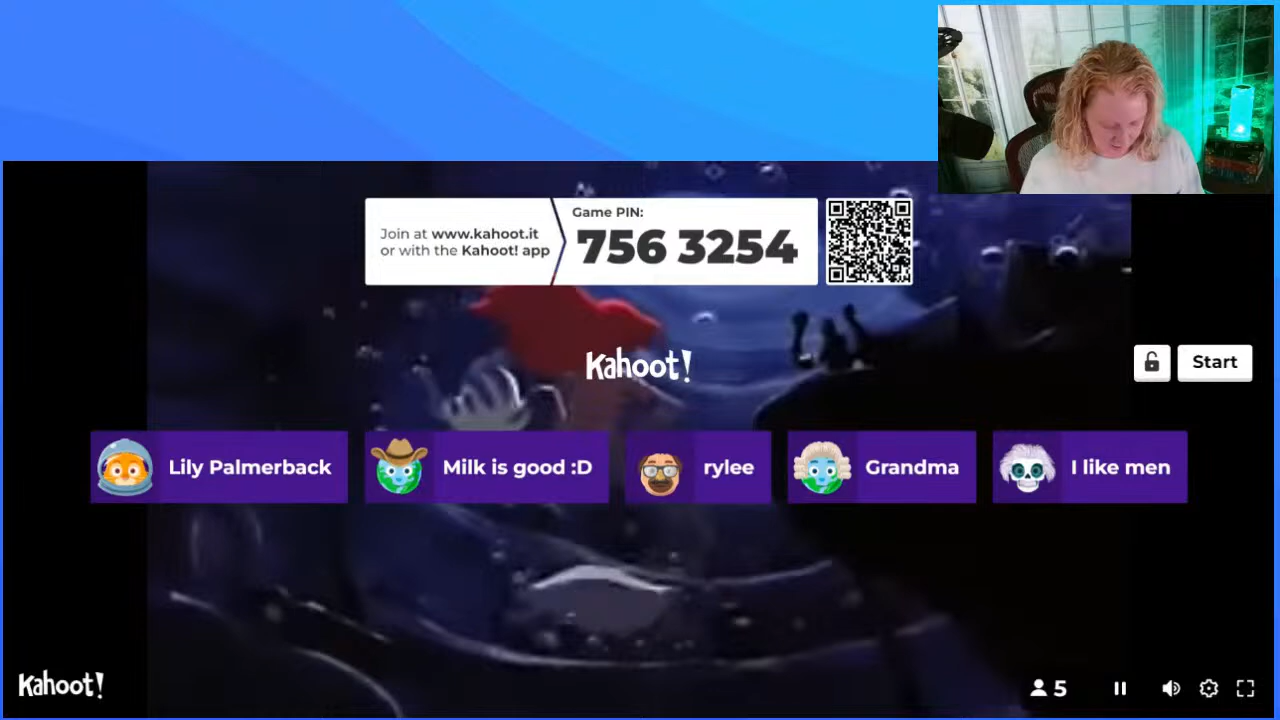 Join at www.kahoot.it
or with the Kahoot! app
Game PIN:
756 3254
Kahoot!
Start
Lily Palmerback
Milk is good :D
rylee
Grandma
I like men
Kahoot!
5